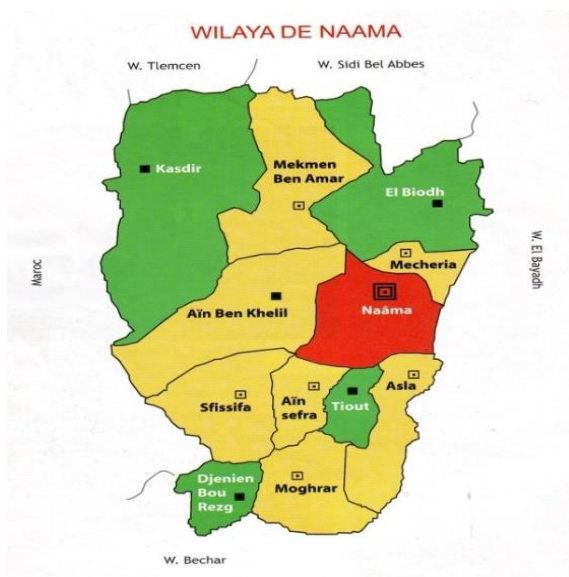 WILAYA DE NAAMA
W. Tlemcen
W. Sidi Bel Abbes
Kasdir
Mekmen
Ben Amar
El Biodh
Maroc
W. El Bayadh
Mecheria
Aïn Ben Khelil
Naâma
Sfissifa
Aïn
sefra
Tiout
Asla
Djenien
Bou
Rezg
Moghrar
W. Bechar